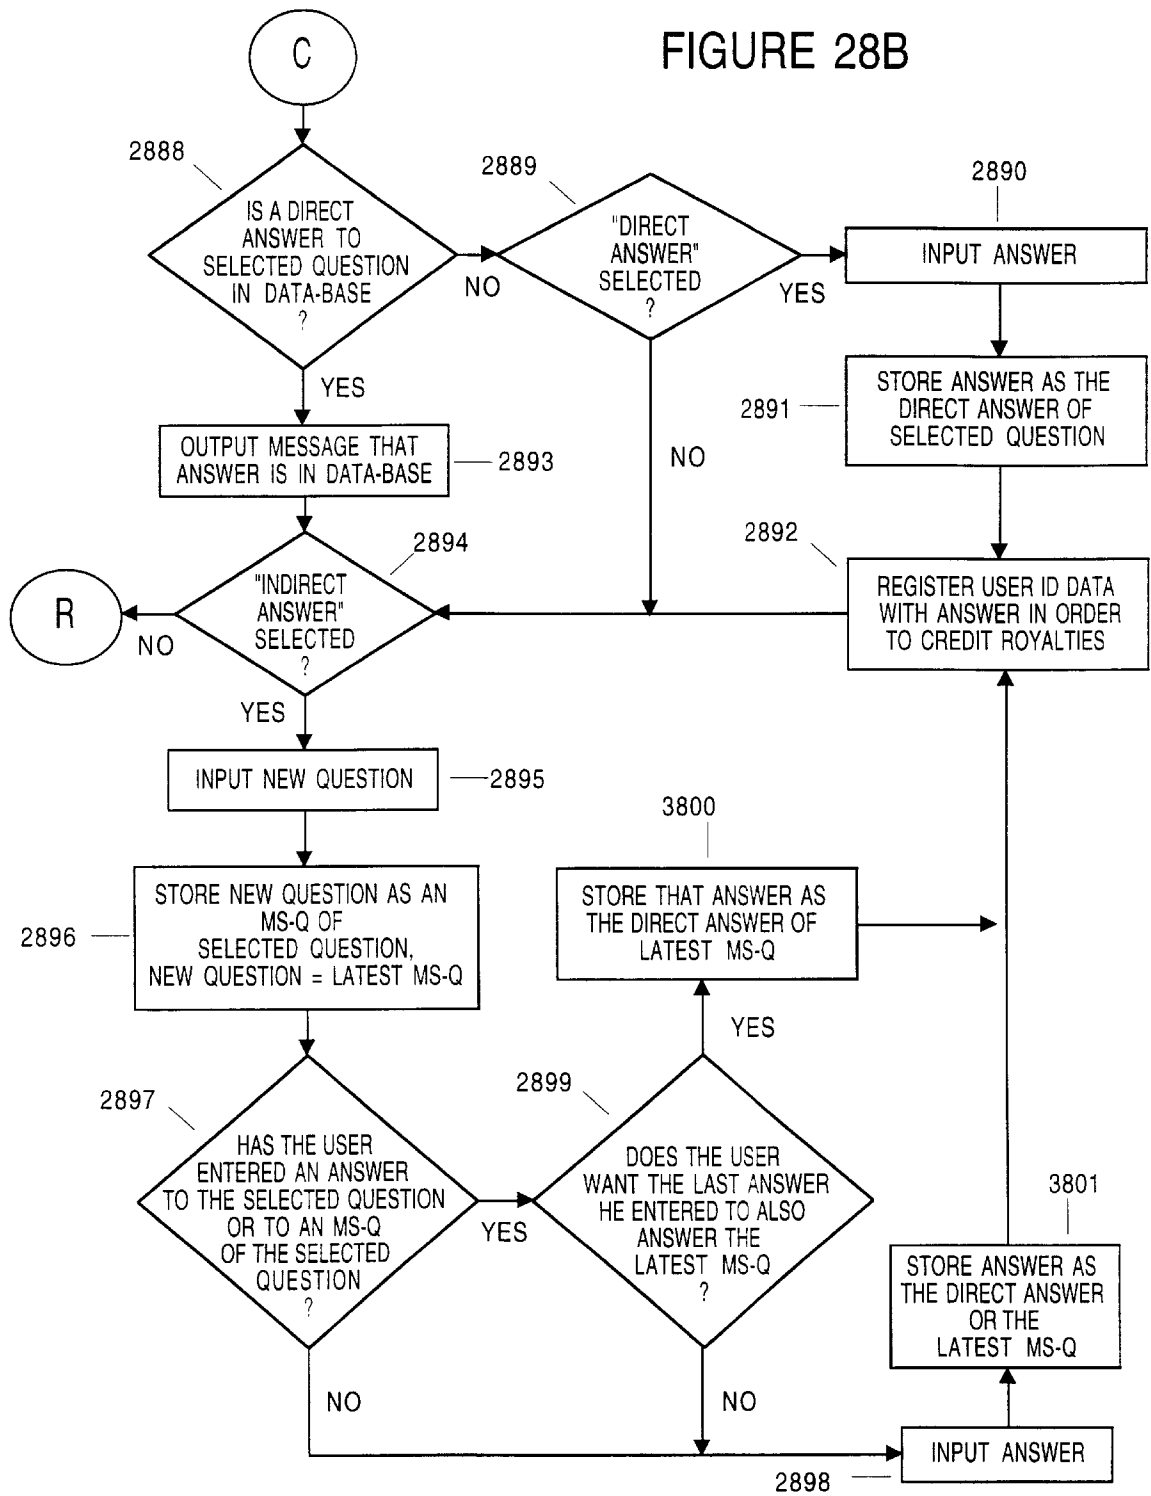 FIGURE 28B
C
2888
IS A DIRECT
ANSWER TO
SELECTED QUESTION
IN DATA-BASE
?
NO
YES
2889
"DIRECT
ANSWER"
SELECTED
?
YES
NO
2890
INPUT ANSWER
2891
STORE ANSWER AS THE
DIRECT ANSWER OF
SELECTED QUESTION
2892
REGISTER USER ID DATA
WITH ANSWER IN ORDER
TO CREDIT ROYALTIES
OUTPUT MESSAGE THAT
ANSWER IS IN DATA-BASE
2893
2894
"INDIRECT
ANSWER"
SELECTED
?
R
NO
YES
INPUT NEW QUESTION
2895
2896
STORE NEW QUESTION AS AN
MS-Q OF
SELECTED QUESTION,
NEW QUESTION = LATEST MS-Q
3800
STORE THAT ANSWER AS
THE DIRECT ANSWER OF
LATEST MS-Q
YES
2897
HAS THE USER
ENTERED AN ANSWER
TO THE SELECTED QUESTION
OR TO AN MS-Q
OF THE SELECTED
QUESTION
?
YES
NO
2899
DOES THE USER
WANT THE LAST ANSWER
HE ENTERED TO ALSO
ANSWER THE
LATEST MS-Q
?
NO
3801
STORE ANSWER AS
THE DIRECT ANSWER
OR THE
LATEST MS-Q
INPUT ANSWER
2898